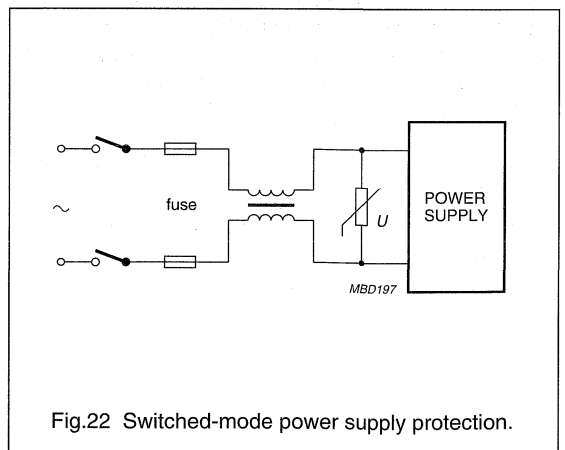 fuse
~
U
POWER
SUPPLY
MBD197
Fig.22 Switched-mode power supply protection.